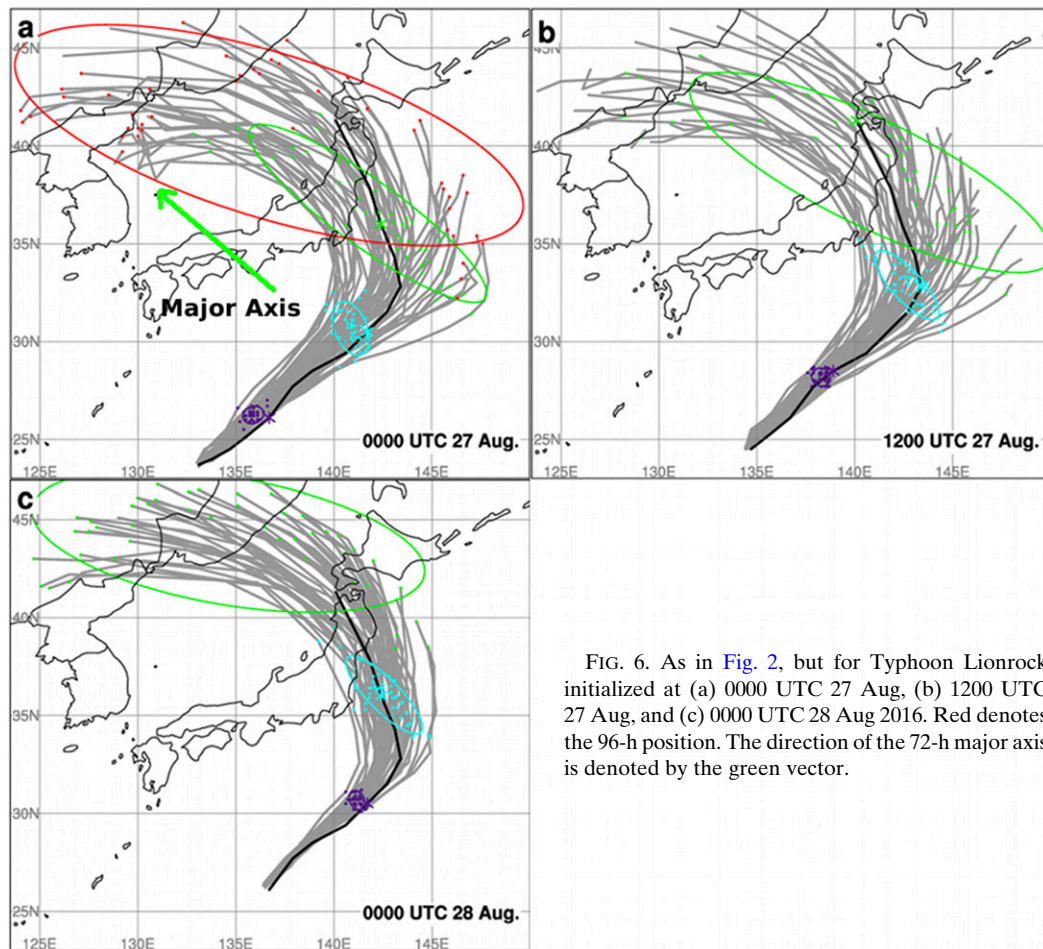 a
45N
40N
35N
30N
25N
125E
130E
135E
140E
145E
Major Axis
0000 UTC 27 Aug.
b
45N
40N
35N
30N
25N
130E
135E
140E
145E
1200 UTC 27 Aug.
c
45N
40N
35N
30N
25N
125E
130E
135E
140E
145E
0000 UTC 28 Aug.
FIG. 6. As in Fig. 2, but for Typhoon Lionrock
initialized at (a) 0000 UTC 27 Aug, (b) 1200 UTC
27 Aug, and (c) 0000 UTC 28 Aug 2016. Red denotes
the 96-h position. The direction of the 72-h major axis
is denoted by the green vector.